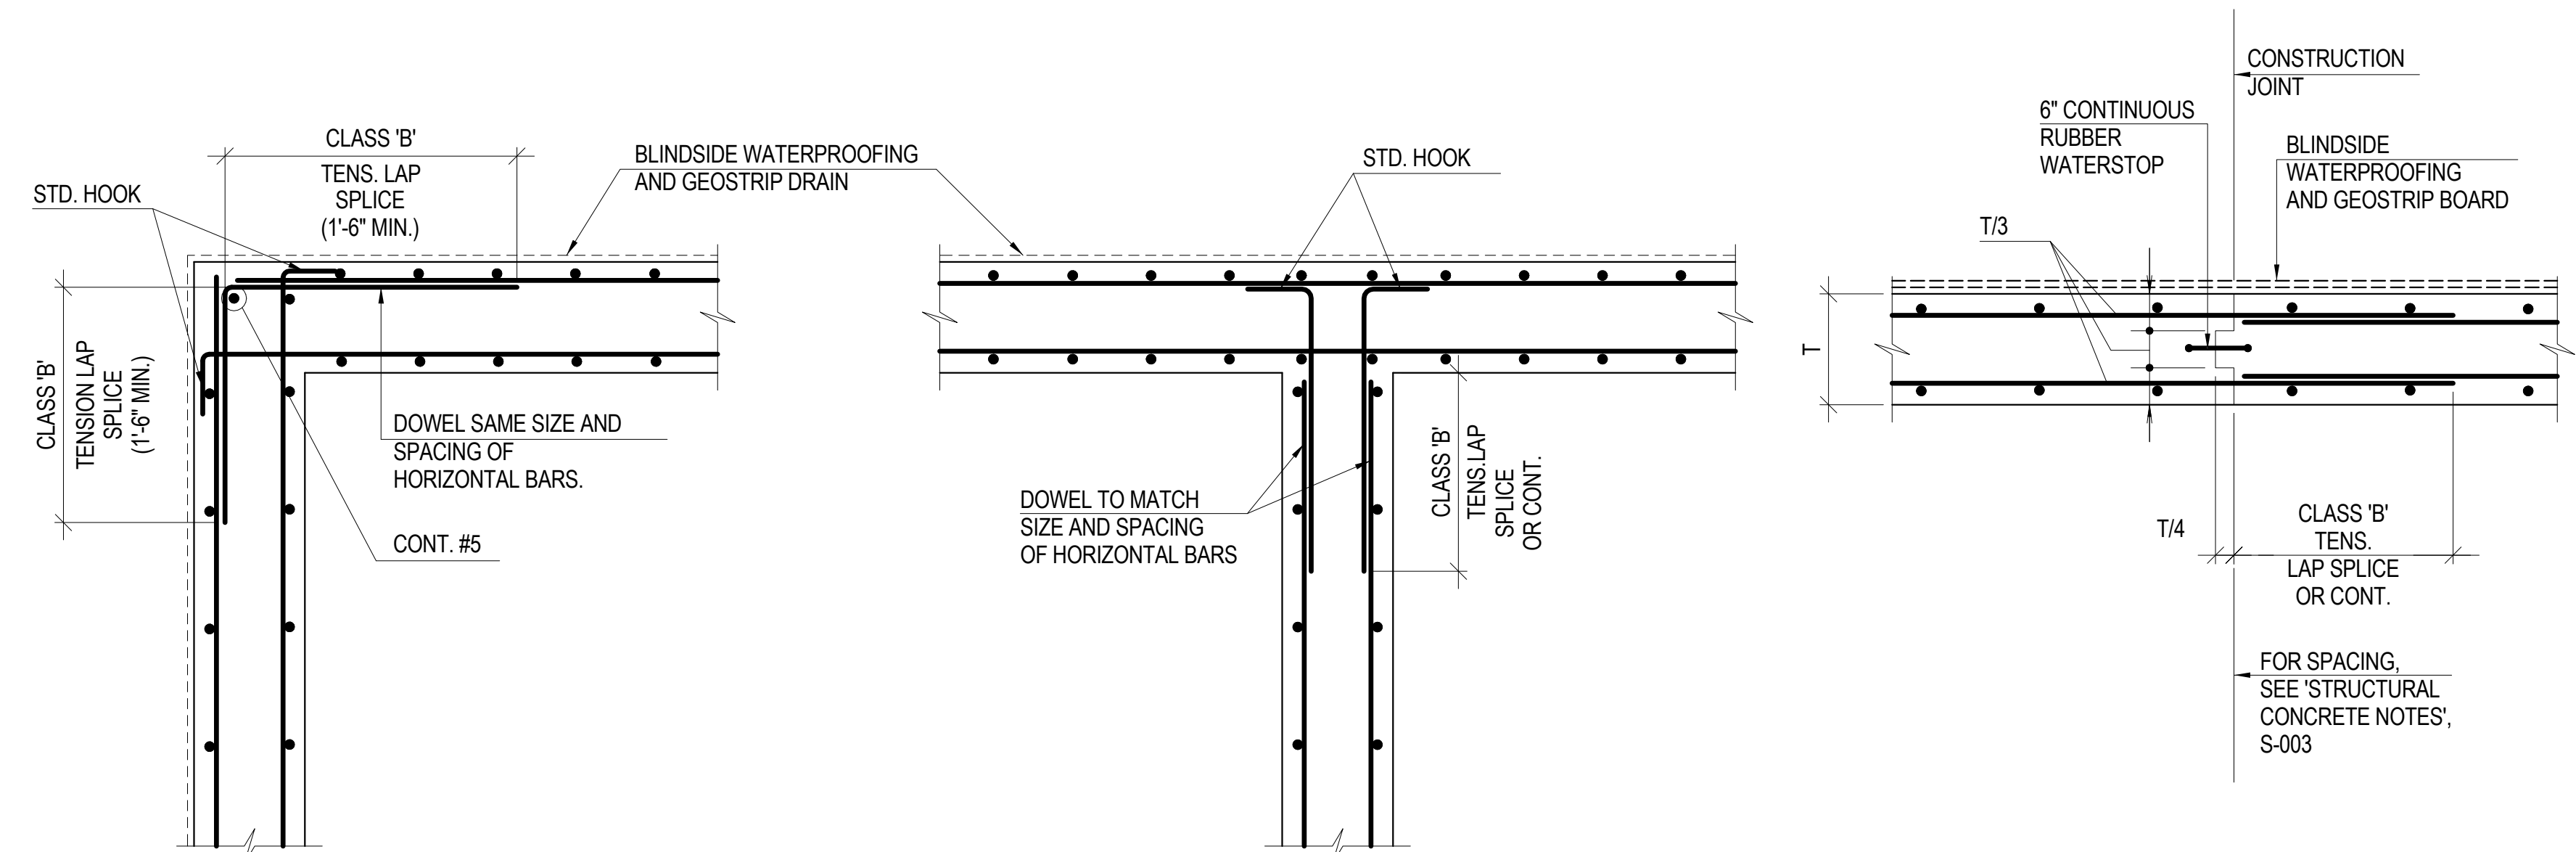 STD. HOOK
CLASS 'B'
TENS. LAP
SPLICE
(1'-6" MIN.)
CLASS 'B'
TENSION LAP
SPLICE
(1'-6" MIN.)
BLINDSIDE WATERPROOFING
AND GEOSTRIP DRAIN
DOWEL SAME SIZE AND
SPACING OF
HORIZONTAL BARS.
CONT. #5
STD. HOOK
DOWEL TO MATCH
SIZE AND SPACING
OF HORIZONTAL BARS
CLASS 'B'
TENS.LAP
SPLICE
OR CONT.
CONSTRUCTION
JOINT
6" CONTINUOUS
RUBBER
WATERSTOP
BLINDSIDE
WATERPROOFING
AND GEOSTRIP BOARD
T/3
T
T/4
CLASS 'B'
TENS.
LAP SPLICE
OR CONT.
FOR SPACING,
SEE 'STRUCTURAL
CONCRETE NOTES',
S-003